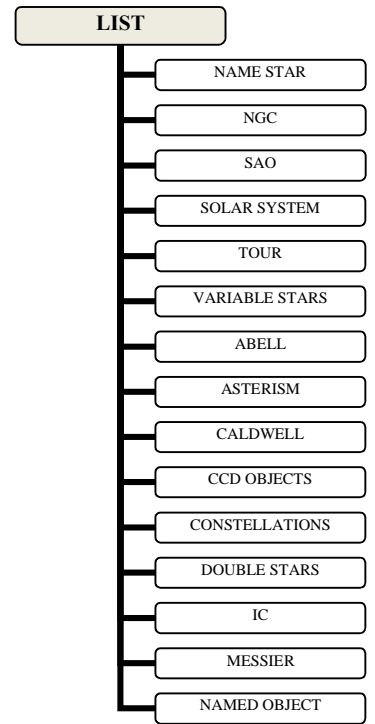 LIST
NAME STAR
NGC
SAO
SOLAR SYSTEM
TOUR
VARIABLE STARS
ABELL
ASTERISM
CALDWELL
CCD OBJECTS
CONSTELLATIONS
DOUBLE STARS
IC
MESSIER
NAMED OBJECT